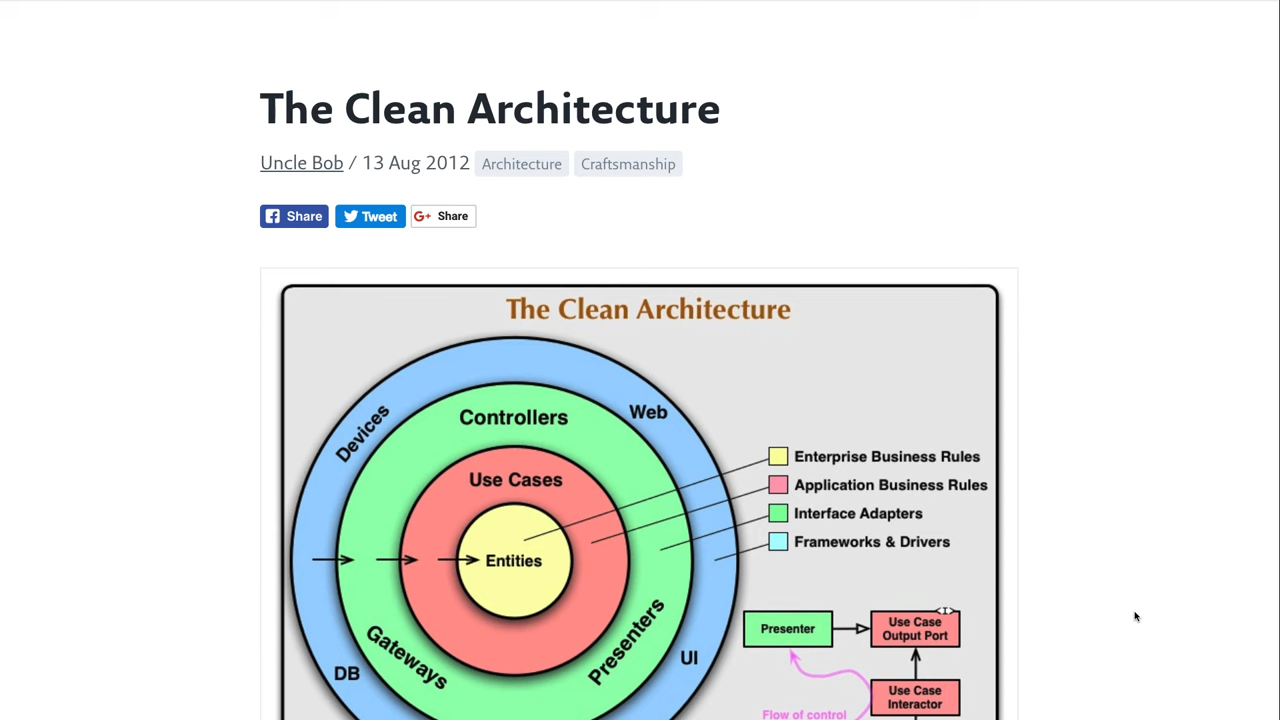 The Clean Architecture
Uncle Bob / 13 Aug 2012 Architecture Craftsmanship
Share Tweet G+ Share
The Clean Architecture
Devices
Controllers
Web
Use Cases
Entities
Gateways
Presenters
DB
UI
Enterprise Business Rules
Application Business Rules
Interface Adapters
Frameworks & Drivers
Presenter
<I>
Use Case
Output Port
Use Case
Interactor
Flow of control